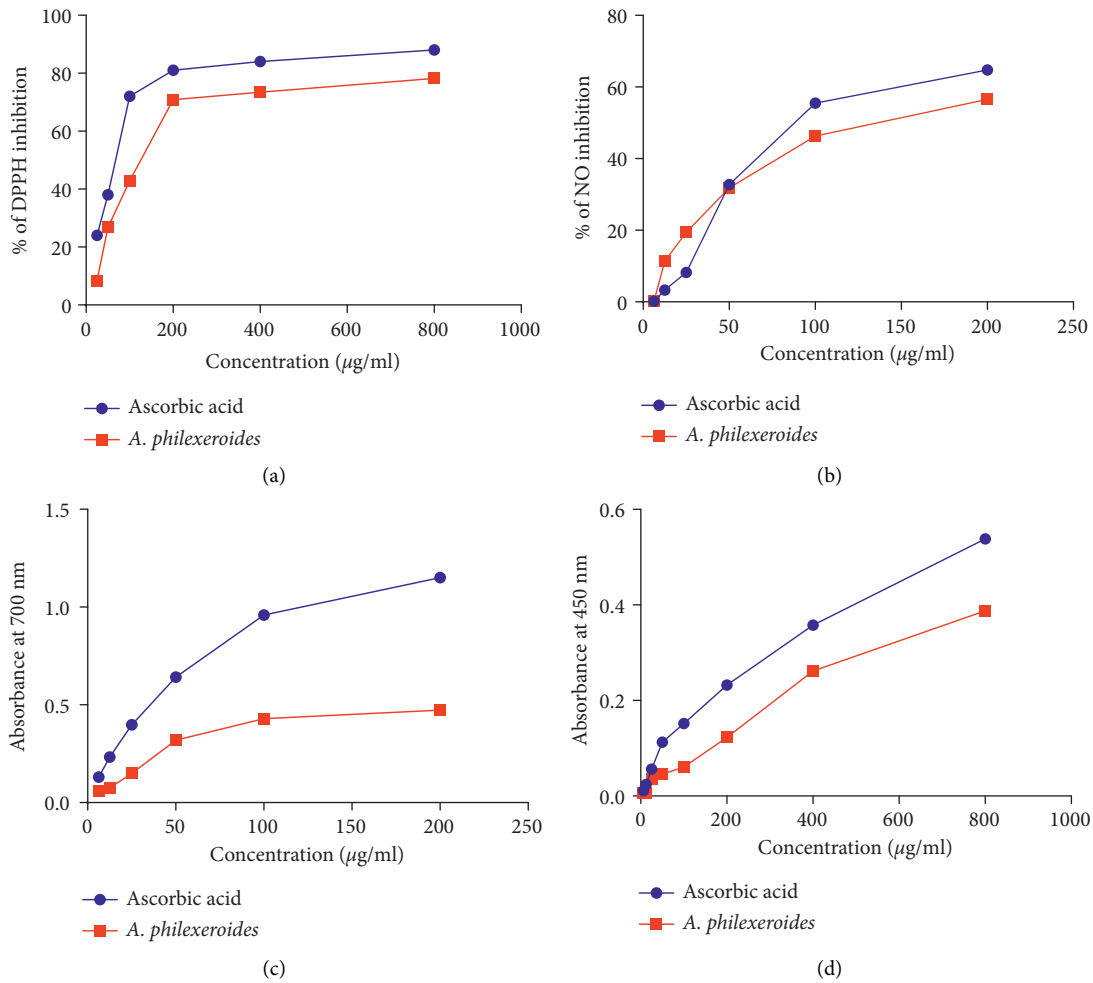 % of DPPH inhibition
100
80
60
40
20
0
0 200 400 600 800 1000
Concentration (µg/ml)
Ascorbic acid
A. philexeroides
(a)
% of NO inhibition
80
60
40
20
0
0 50 100 150 200 250
Concentration (µg/ml)
Ascorbic acid
A. philexeroides
(b)
Absorbance at 700 nm
1.5
1.0
0.5
0.0
0 50 100 150 200 250
Concentration (µg/ml)
Ascorbic acid
A. philexeroides
(c)
Absorbance at 450 nm
0.6
0.4
0.2
0.0
0 200 400 600 800 1000
Concentration (µg/ml)
Ascorbic acid
A. philexeroides
(d)